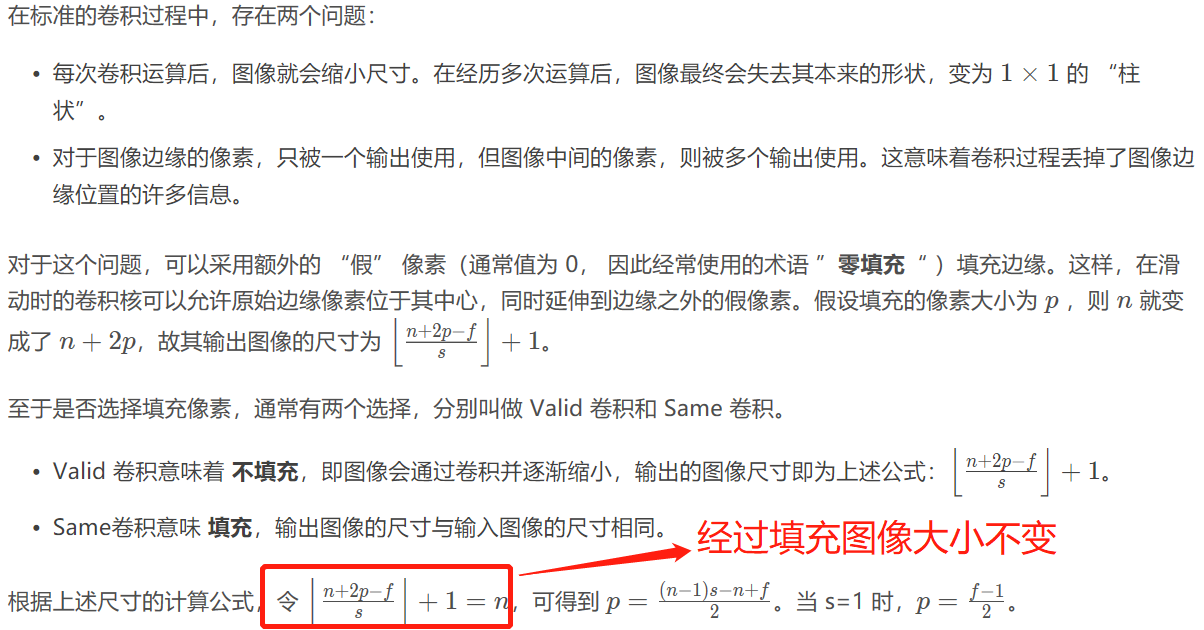 在标准的卷积过程中，存在两个问题：
• 每次卷积运算后，图像就会缩小尺寸。在经历多次运算后，图像最终会失去其本来的形状，变为 1 × 1 的 “柱
状” 。
• 对于图像边缘的像素，只被一个输出使用，但图像中间的像素，则被多个输出使用。这意味着卷积过程丢掉了图像边
缘位置的许多信息。
对于这个问题，可以采用额外的 “假” 像素（通常值为 0， 因此经常使用的术语 ” 零填充 “ ）填充边缘。这样，在滑
动时的卷积核可以允许原始边缘像素位于其中心，同时延伸到边缘之外的假像素。假设填充的像素大小为 p ，则 n 就变
成了 n + 2p，故其输出图像的尺寸为 ⌊(n+2p−f)/s⌋ + 1。
至于是否选择填充像素，通常有两个选择，分别叫做 Valid 卷积和 Same 卷积。
• Valid 卷积意味着 不填充，即图像会通过卷积并逐渐缩小，输出的图像尺寸即为上述公式：⌊(n+2p−f)/s⌋ + 1。
• Same卷积意味 填充，输出图像的尺寸与输入图像的尺寸相同。
经过填充图像大小不变
根据上述尺寸的计算公式，令 |(n+2p−f)/s| + 1 = n，可得到 p = ((n−1)s−n+f)/2。当 s=1 时，p = (f−1)/2。